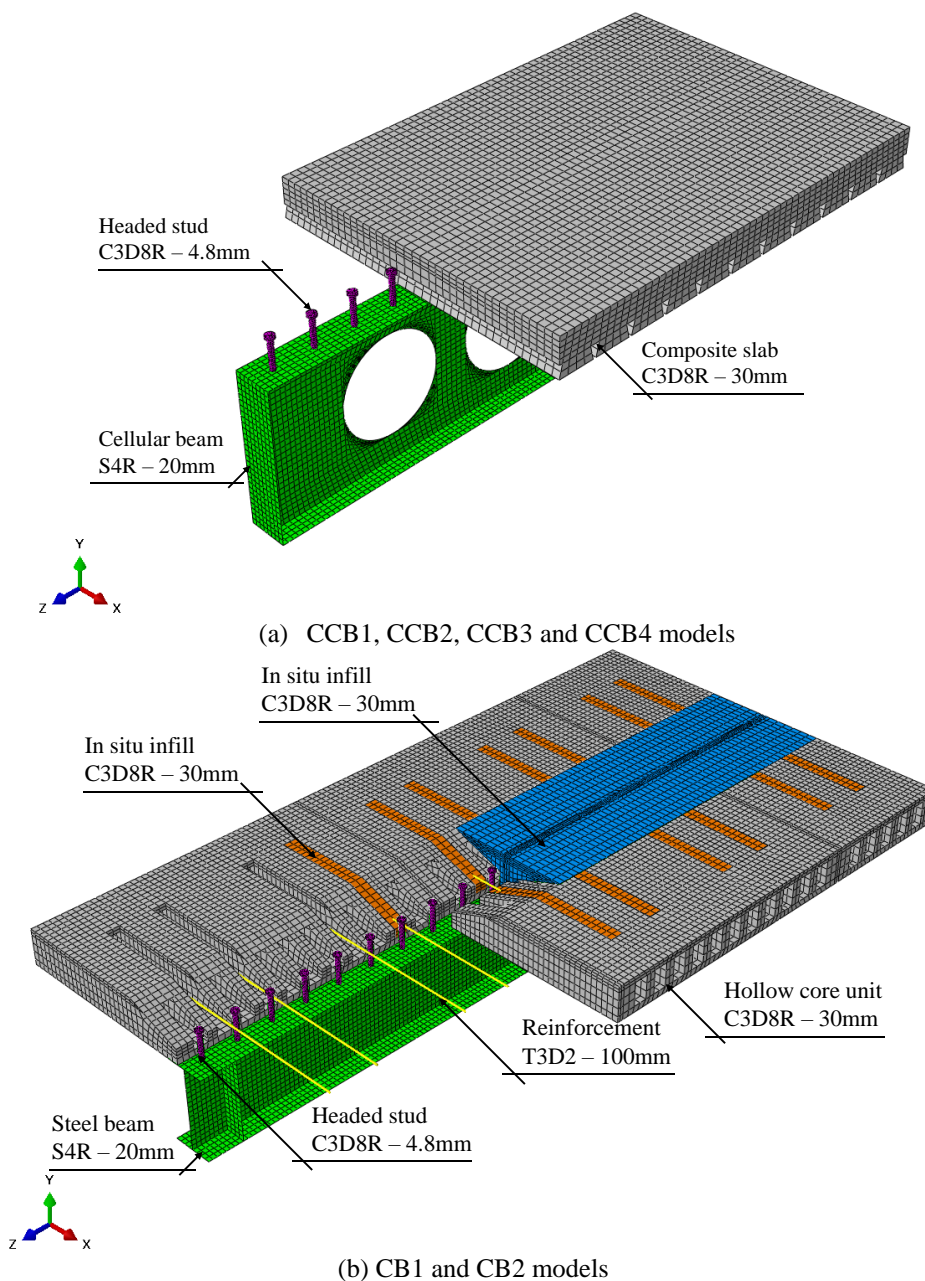 Headed stud
C3D8R – 4.8mm
Composite slab
C3D8R – 30mm
Cellular beam
S4R – 20mm
Y
Z
X
(a) CCB1, CCB2, CCB3 and CCB4 models
In situ infill
C3D8R – 30mm
In situ infill
C3D8R – 30mm
Hollow core unit
C3D8R – 30mm
Reinforcement
T3D2 – 100mm
Headed stud
C3D8R – 4.8mm
Steel beam
S4R – 20mm
Y
Z
X
(b) CB1 and CB2 models